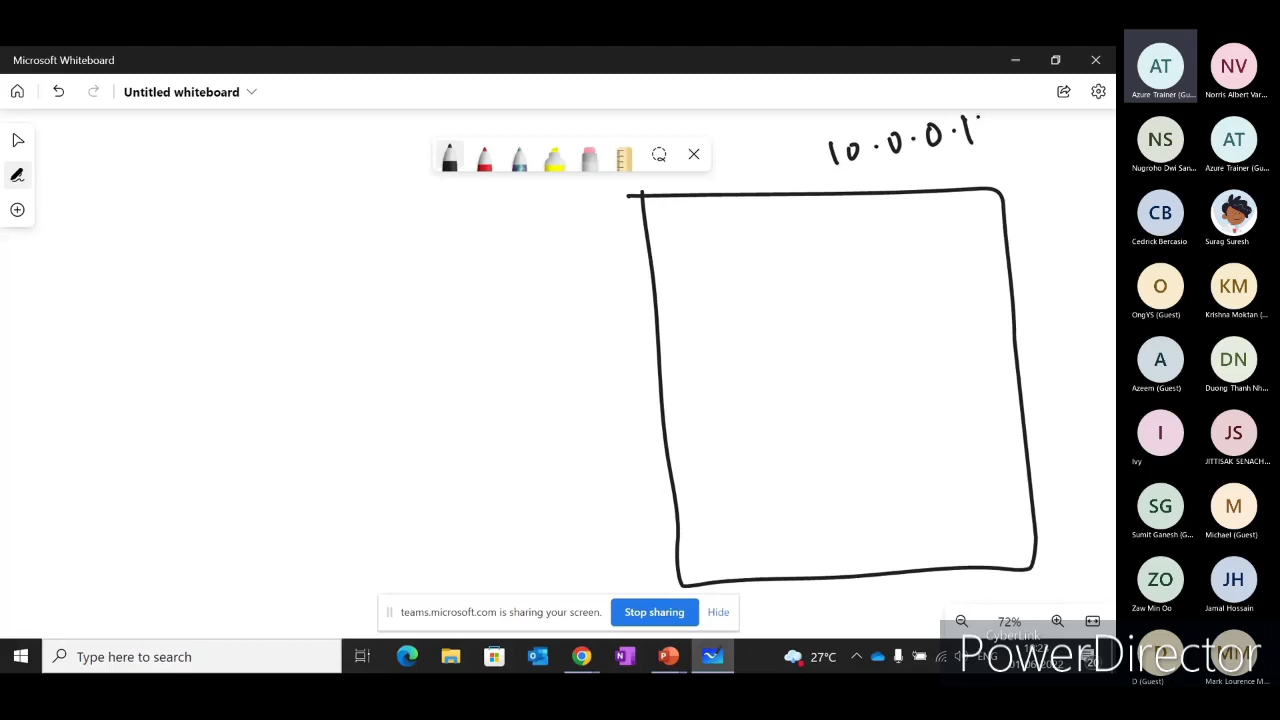 Microsoft Whiteboard
Untitled whiteboard
10.0.0.1
teams.microsoft.com is sharing your screen.
Stop sharing
Hide
72%
Type here to search
27°C
ENG
CyberLink
PowerDirector
AT
Azure Trainer (Gu...
NV
Norris Albert Var...
NS
Nugroho Dwi San...
AT
Azure Trainer (Gu...
CB
Cedrick Bercasio
Surag Suresh
O
OngYS (Guest)
KM
Krishna Moktan (...
A
Azeem (Guest)
DN
Duong Thanh Nh...
I
Ivy
JS
JITTISAK SENACH...
SG
Sumit Ganesh (G...
M
Michael (Guest)
ZO
Zaw Min Oo
JH
Jamal Hossain
D (Guest)
MM
Mark Lourence M...